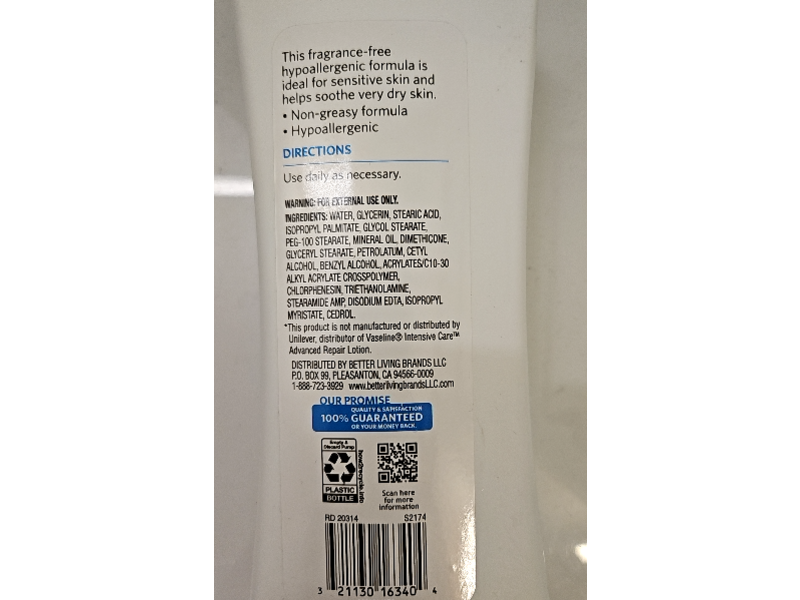 This fragrance-free
hypoallergenic formula is
ideal for sensitive skin and
helps soothe very dry skin.
• Non-greasy formula
• Hypoallergenic
DIRECTIONS
Use daily as necessary.
WARNING: FOR EXTERNAL USE ONLY.
INGREDIENTS: WATER, GLYCERIN, STEARIC ACID,
ISOPROPYL PALMITATE, GLYCOL STEARATE,
PEG-100 STEARATE, MINERAL OIL, DIMETHICONE,
GLYCERYL STEARATE, PETROLATUM, CETYL
ALCOHOL, BENZYL ALCOHOL, ACRYLATES/C10-30
ALKYL ACRYLATE CROSSPOLYMER,
CHLORPHENESIN, TRIETHANOLAMINE,
STEARAMIDE AMP, DISODIUM EDTA, ISOPROPYL
MYRISTATE, CEDROL.
*This product is not manufactured or distributed by
Unilever, distributor of Vaseline® Intensive Care™
Advanced Repair Lotion.
DISTRIBUTED BY BETTER LIVING BRANDS LLC
P.O. BOX 99, PLEASANTON, CA 94566-0009
1-888-723-3929 www.betterlivingbrandsLLC.com
OUR PROMISE
QUALITY & SATISFACTION
100% GUARANTEED
OR YOUR MONEY BACK.
Empty &
Discard Pump
PLASTIC
BOTTLE
how2recycle.info
Scan here
for more
information
RD 20314 S2174
3 21130 16340 4